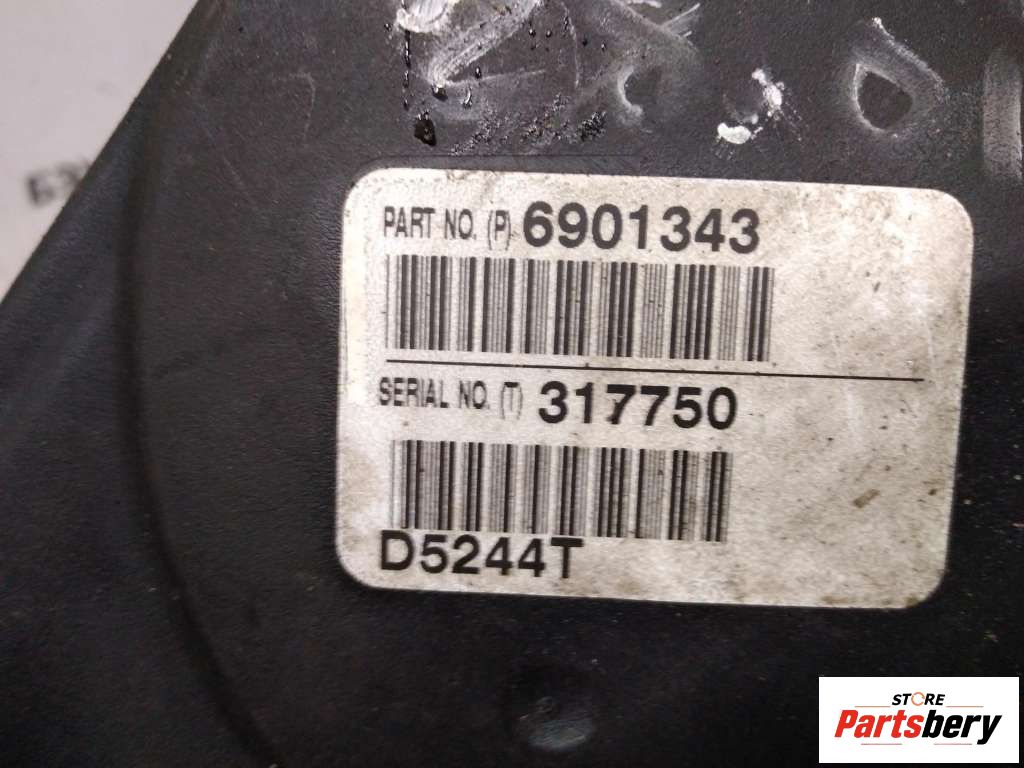 PART NO. (P) 6901343
SERIAL NO. (T) 317750
D5244T
STORE
Partsbery